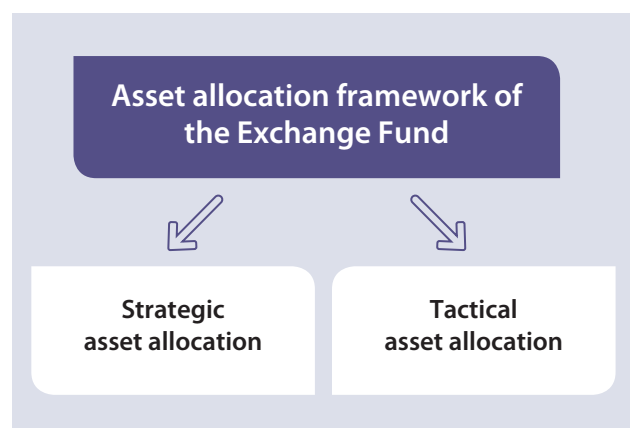 Asset allocation framework of
the Exchange Fund
Strategic
asset allocation
Tactical
asset allocation